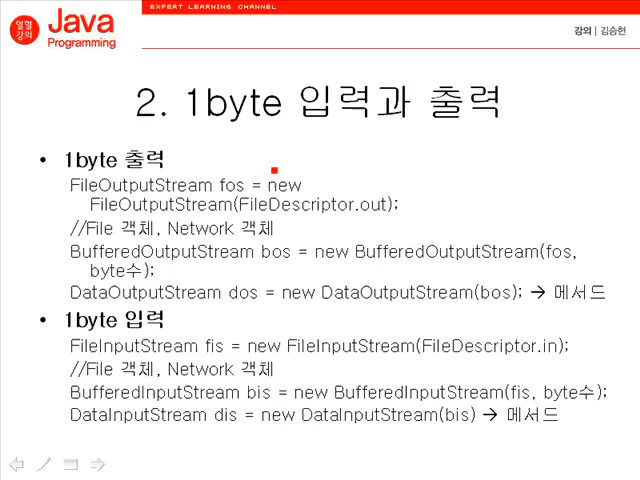 EXPERT LEARNING CHANNEL
열혈
강의
Java
Programming
강의 | 김승현
2. 1byte 입력과 출력
• 1byte 출력
FileOutputStream fos = new
FileOutputStream(FileDescriptor.out);
//File 객체, Network 객체
BufferedOutputStream bos = new BufferedOutputStream(fos,
byte수);
DataOutputStream dos = new DataOutputStream(bos); → 메서드
• 1byte 입력
FileInputStream fis = new FileInputStream(FileDescriptor.in);
//File 객체, Network 객체
BufferedInputStream bis = new BufferedInputStream(fis, byte수);
DataInputStream dis = new DataInputStream(bis) → 메서드